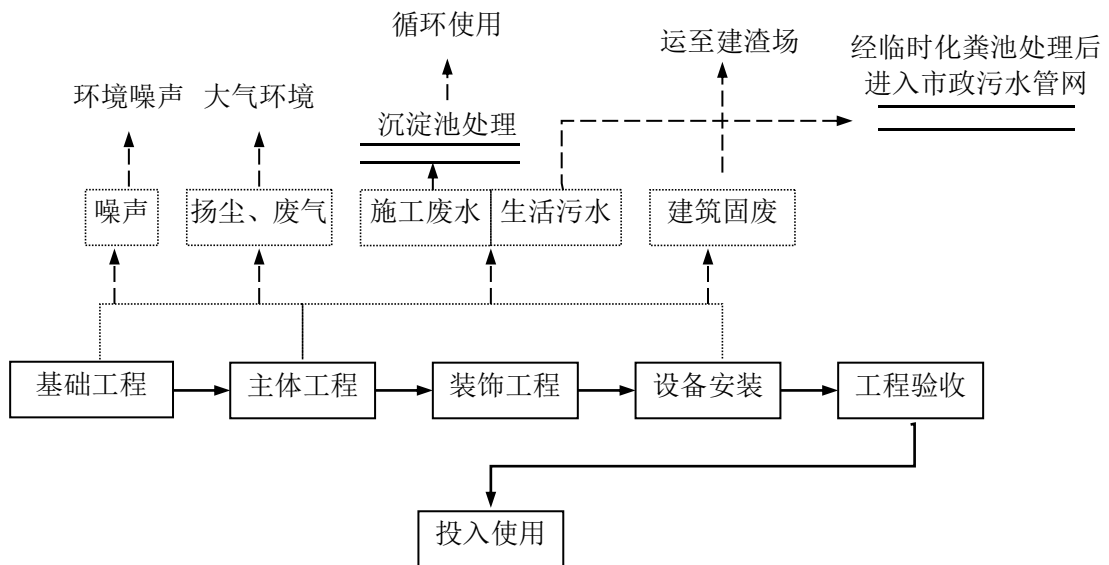 循环使用
运至建渣场
经临时化粪池处理后
进入市政污水管网
环境噪声
大气环境
沉淀池处理
噪声
扬尘、废气
施工废水
生活污水
建筑固废
基础工程
主体工程
装饰工程
设备安装
工程验收
投入使用